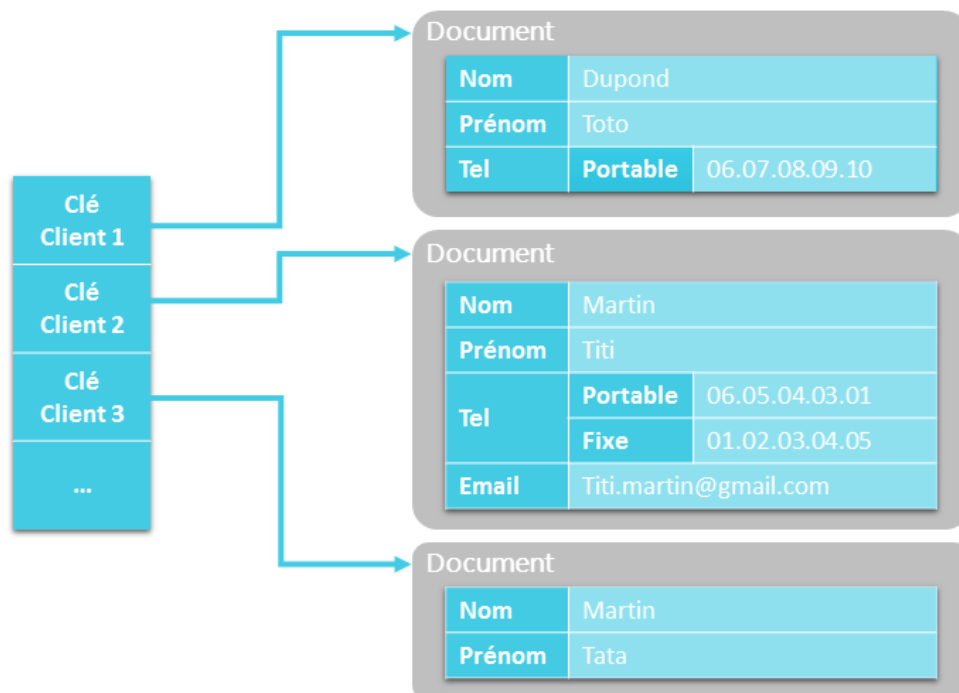 Document
Nom Dupond
Prénom Toto
Tel Portable 06.07.08.09.10
Clé
Client 1
Clé
Client 2
Clé
Client 3
...
Document
Nom Martin
Prénom Titi
Tel
Portable 06.05.04.03.01
Fixe 01.02.03.04.05
Email Titi.martin@gmail.com
Document
Nom Martin
Prénom Tata